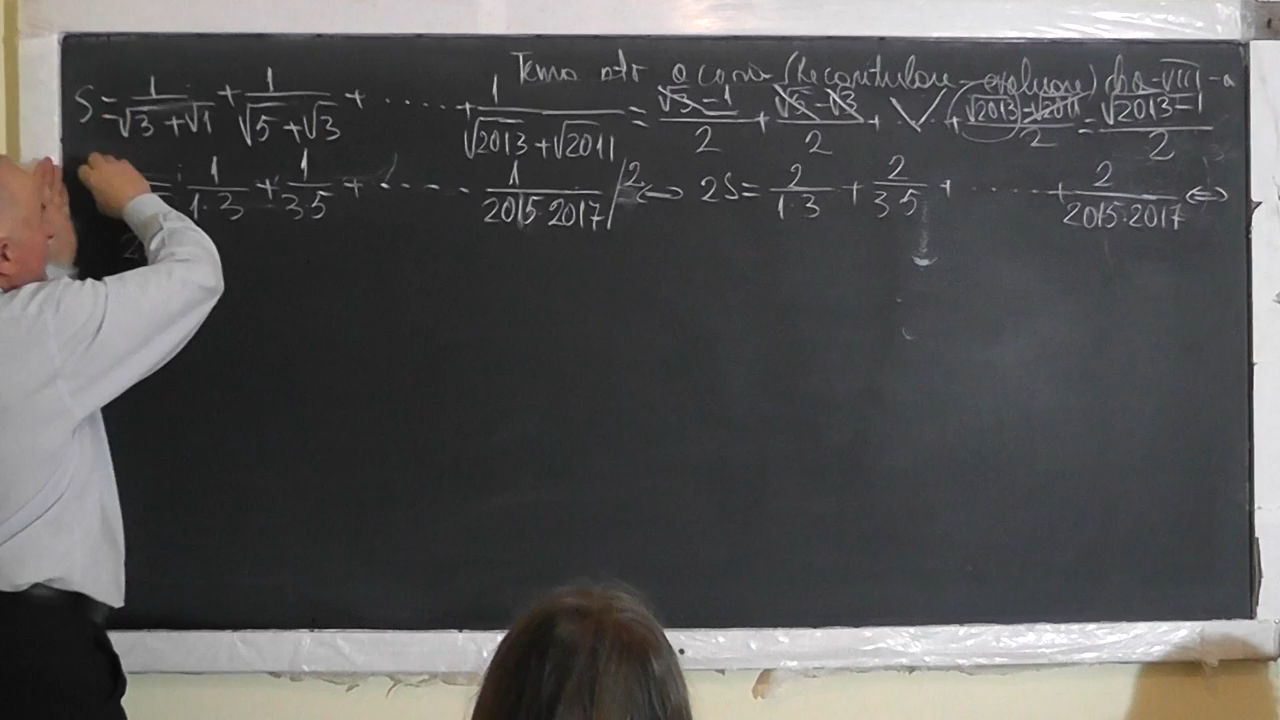 Tema ptr acasă (Recapitulare - evaluare) cls a-VIII-a
S = 1/(√3+√1) + 1/(√5+√3) + ...... + 1/(√2013+√2011) = (√3-1)/2 + (√5-√3)/2 + ... + (√2013-√2011)/2 = (√2013-1)/2
= 1/(1·3) + 1/(3·5) + ...... 1/(2015·2017) |·2 ⇔ 2S = 2/(1·3) + 2/(3·5) + ...... + 2/(2015·2017) ⇔